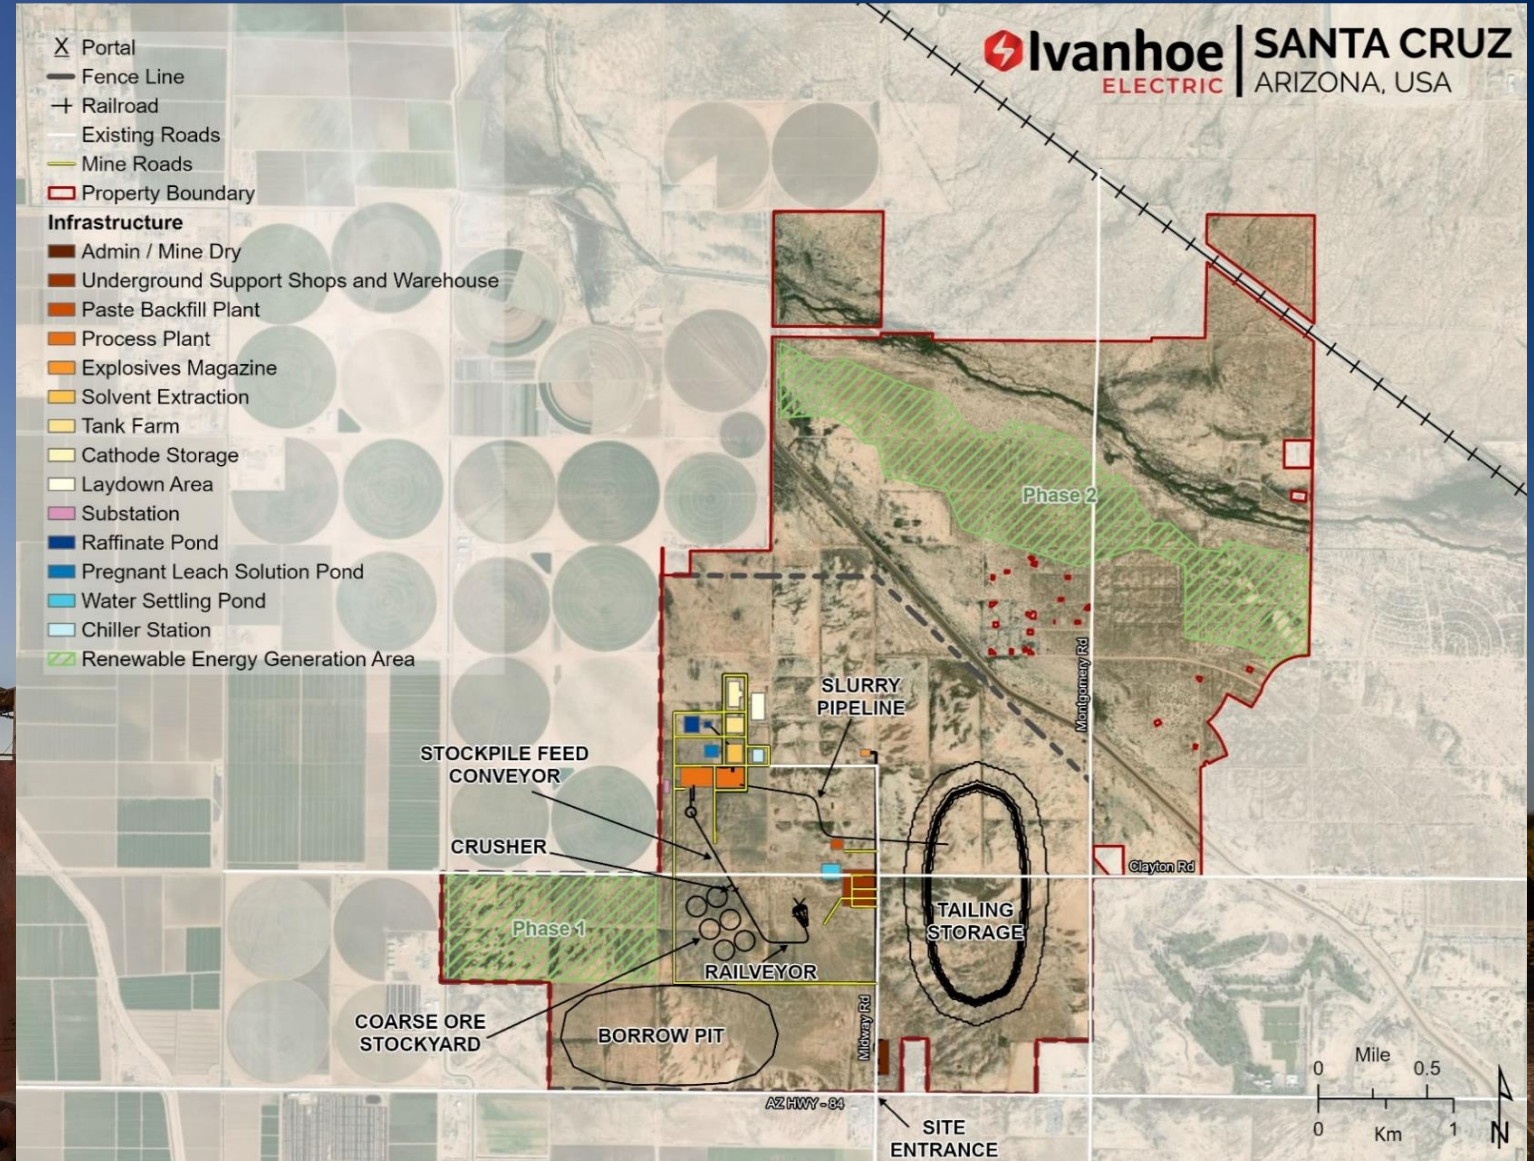 X Portal
Fence Line
Railroad
Existing Roads
Mine Roads
Property Boundary
Infrastructure
Admin / Mine Dry
Underground Support Shops and Warehouse
Paste Backfill Plant
Process Plant
Explosives Magazine
Solvent Extraction
Tank Farm
Cathode Storage
Laydown Area
Substation
Raffinate Pond
Pregnant Leach Solution Pond
Water Settling Pond
Chiller Station
Renewable Energy Generation Area
Ivanhoe
ELECTRIC
SANTA CRUZ
ARIZONA, USA
Phase 2
Montgomery Rd
SLURRY
PIPELINE
STOCKPILE FEED
CONVEYOR
CRUSHER
Clayton Rd
Phase 1
TAILING
STORAGE
RAILVEYOR
COARSE ORE
STOCKYARD
BORROW PIT
Midway Rd
AZ HWY - 84
SITE
ENTRANCE
Mile
0 0.5
0 Km 1
N